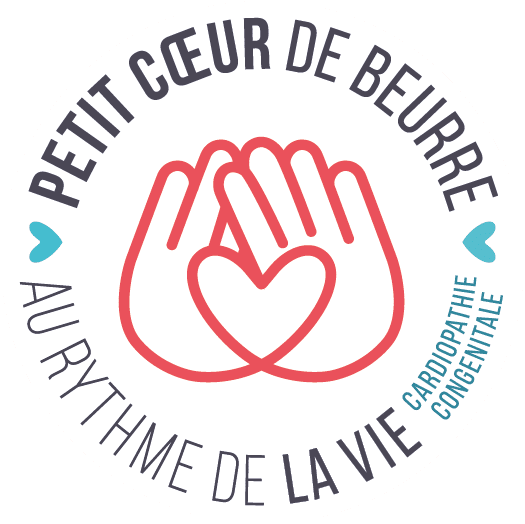 PETIT CŒUR DE BEURRE
AU RYTHME DE LA VIE
CARDIOPATHIE
CONGENITALE